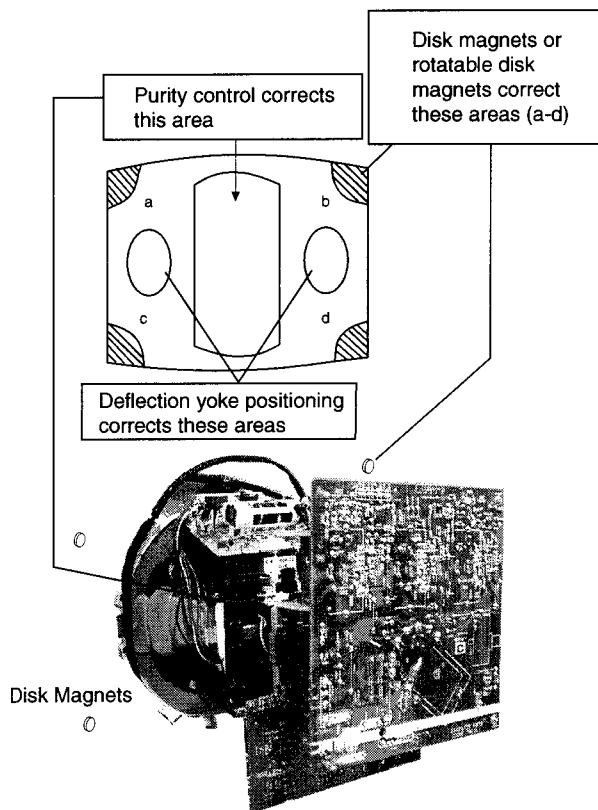 Disk magnets or
rotatable disk
magnets correct
these areas (a-d)
Purity control corrects
this area
a
b
c
d
Deflection yoke positioning
corrects these areas
Disk Magnets